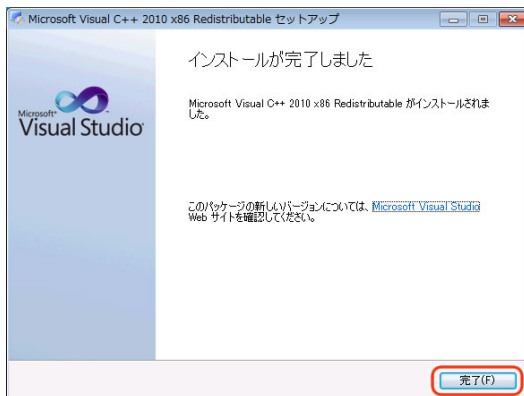 Microsoft Visual C++ 2010 x86 Redistributable セットアップ
インストールが完了しました
Microsoft Visual C++ 2010 x86 Redistributable がインストールされま
した。
Microsoft®
Visual Studio®
このパッケージの新しいバージョンについては、Microsoft Visual Studio
Web サイトを確認してください。
完了(F)